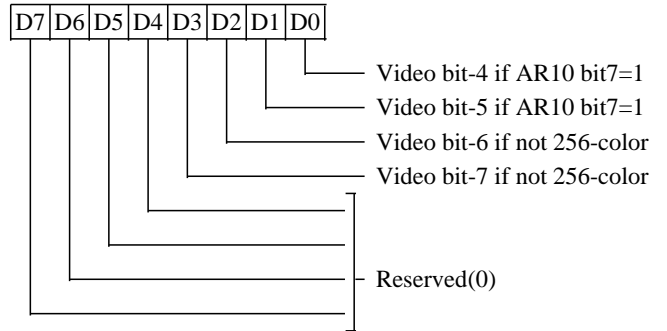 D7 D6 D5 D4 D3 D2 D1 D0
Video bit-4 if AR10 bit7=1
Video bit-5 if AR10 bit7=1
Video bit-6 if not 256-color
Video bit-7 if not 256-color
Reserved(0)